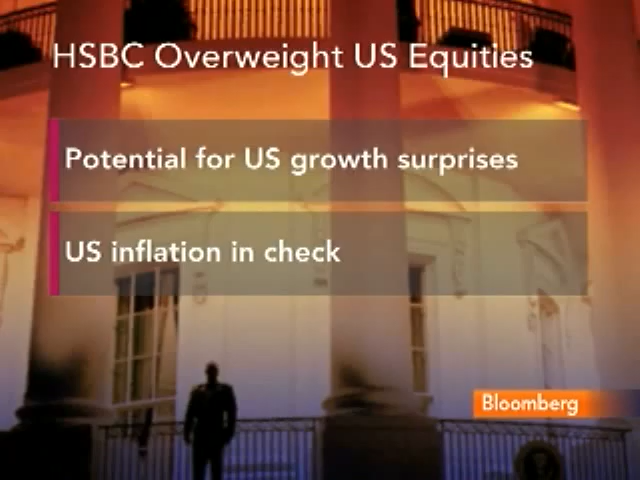 HSBC Overweight US Equities
Potential for US growth surprises
US inflation in check
Bloomberg